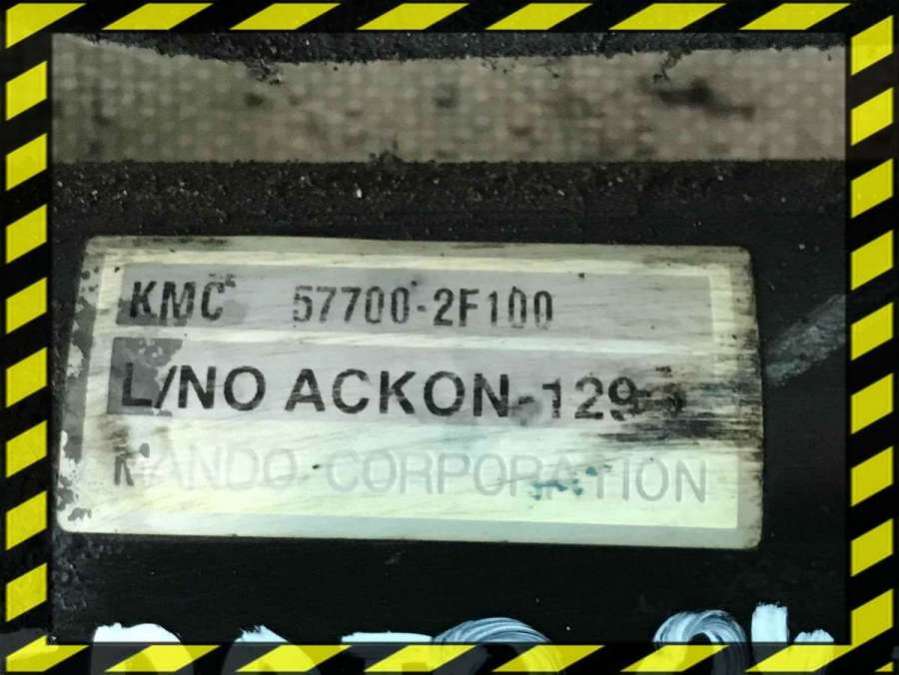 KMC 57700-2F100
L/NO ACKON-129
MANDO CORPORATION